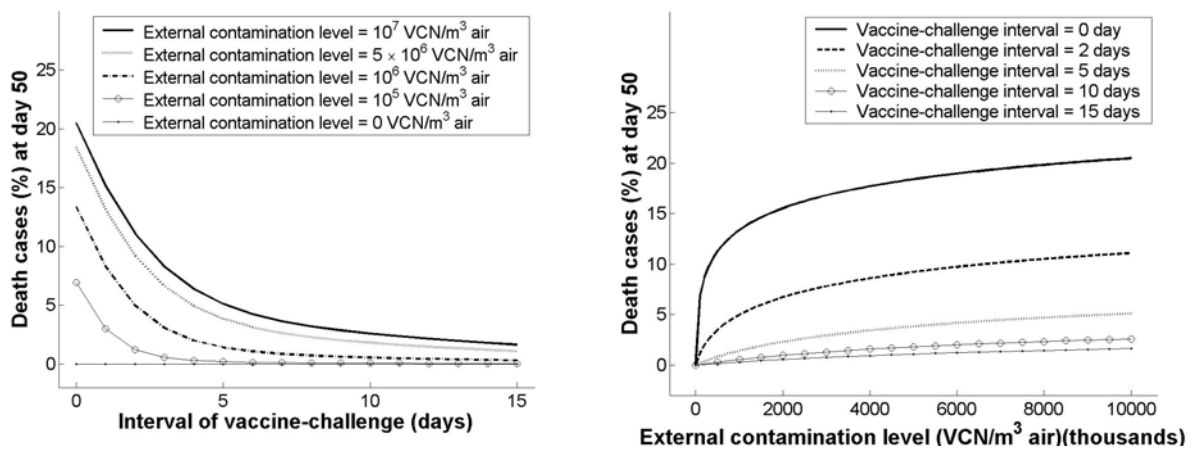 External contamination level = 10⁷ VCN/m³ air
External contamination level = 5 × 10⁶ VCN/m³ air
External contamination level = 10⁶ VCN/m³ air
External contamination level = 10⁵ VCN/m³ air
External contamination level = 0 VCN/m³ air
Death cases (%) at day 50
25
20
15
10
5
0
0
5
10
15
Interval of vaccine-challenge (days)
Vaccine-challenge interval = 0 day
Vaccine-challenge interval = 2 days
Vaccine-challenge interval = 5 days
Vaccine-challenge interval = 10 days
Vaccine-challenge interval = 15 days
Death cases (%) at day 50
25
20
15
10
5
0
0
2000
4000
6000
8000
10000
External contamination level (VCN/m³ air)(thousands)